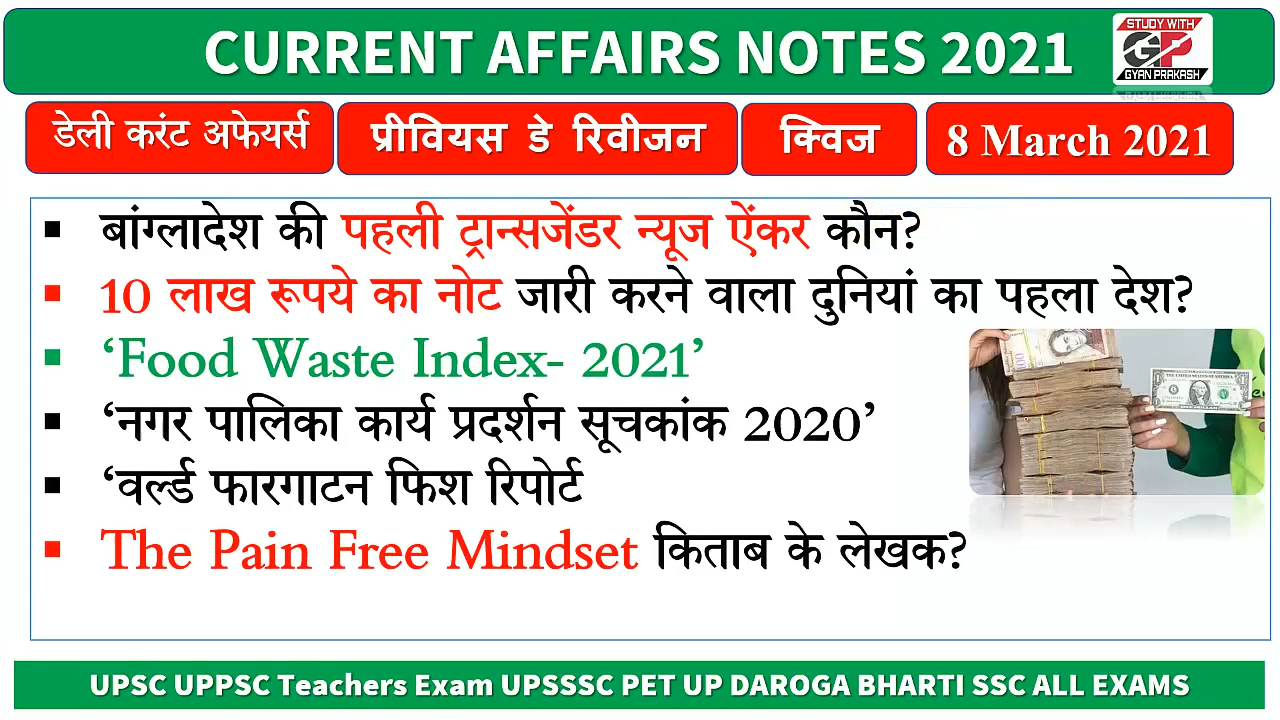 CURRENT AFFAIRS NOTES 2021
STUDY WITH
GP
GYAN PRAKASH
डेली करंट अफेयर्स
प्रीवियस डे रिवीजन
क्विज
8 March 2021
▪ बांग्लादेश की पहली ट्रान्सजेंडर न्यूज ऐंकर कौन?
▪ 10 लाख रूपये का नोट जारी करने वाला दुनियां का पहला देश?
▪ ‘Food Waste Index- 2021’
▪ ‘नगर पालिका कार्य प्रदर्शन सूचकांक 2020’
▪ ‘वर्ल्ड फारगाटन फिश रिपोर्ट
▪ The Pain Free Mindset किताब के लेखक?
UPSC UPPSC Teachers Exam UPSSSC PET UP DAROGA BHARTI SSC ALL EXAMS